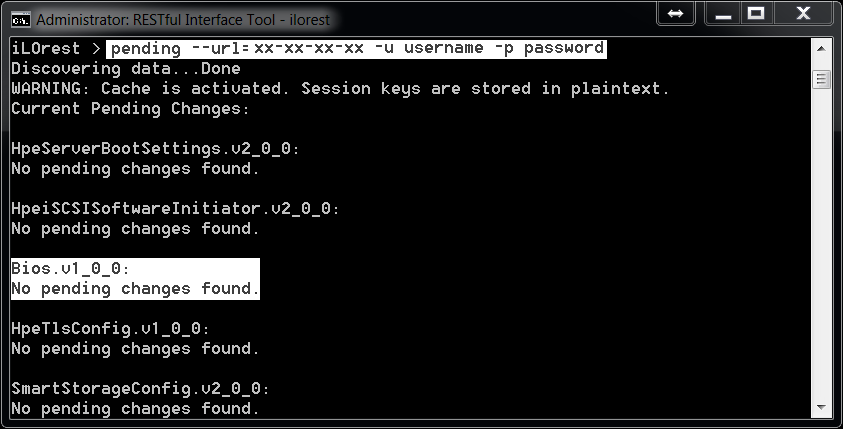 Administrator: RESTful Interface Tool - ilorest
iLOrest > pending --url=xx-xx-xx-xx -u username -p password
Discovering data...Done
WARNING: Cache is activated. Session keys are stored in plaintext.
Current Pending Changes:
HpeServerBootSettings.v2_0_0:
No pending changes found.
HpeiSCSISoftwareInitiator.v2_0_0:
No pending changes found.
Bios.v1_0_0:
No pending changes found.
HpeTlsConfig.v1_0_0:
No pending changes found.
SmartStorageConfig.v2_0_0:
No pending changes found.